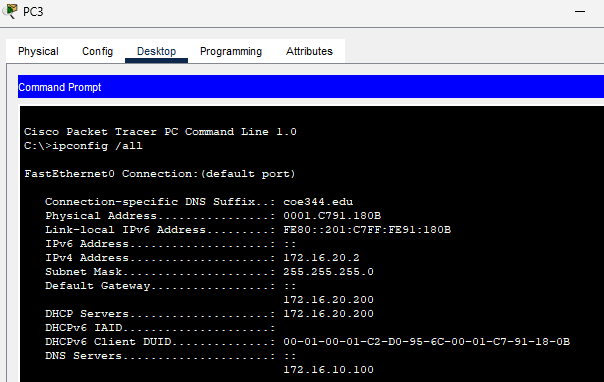 PC3
Physical Config Desktop Programming Attributes
Command Prompt
Cisco Packet Tracer PC Command Line 1.0
C:\>ipconfig /all
FastEthernet0 Connection:(default port)
Connection-specific DNS Suffix..: coe344.edu
Physical Address................: 0001.C791.180B
Link-local IPv6 Address.........: FE80::201:C7FF:FE91:180B
IPv6 Address....................: ::
IPv4 Address....................: 172.16.20.2
Subnet Mask.....................: 255.255.255.0
Default Gateway.................: ::
172.16.20.200
DHCP Servers....................: 172.16.20.200
DHCPv6 IAID.....................:
DHCPv6 Client DUID..............: 00-01-00-01-C2-D0-95-6C-00-01-C7-91-18-0B
DNS Servers.....................: ::
172.16.10.100